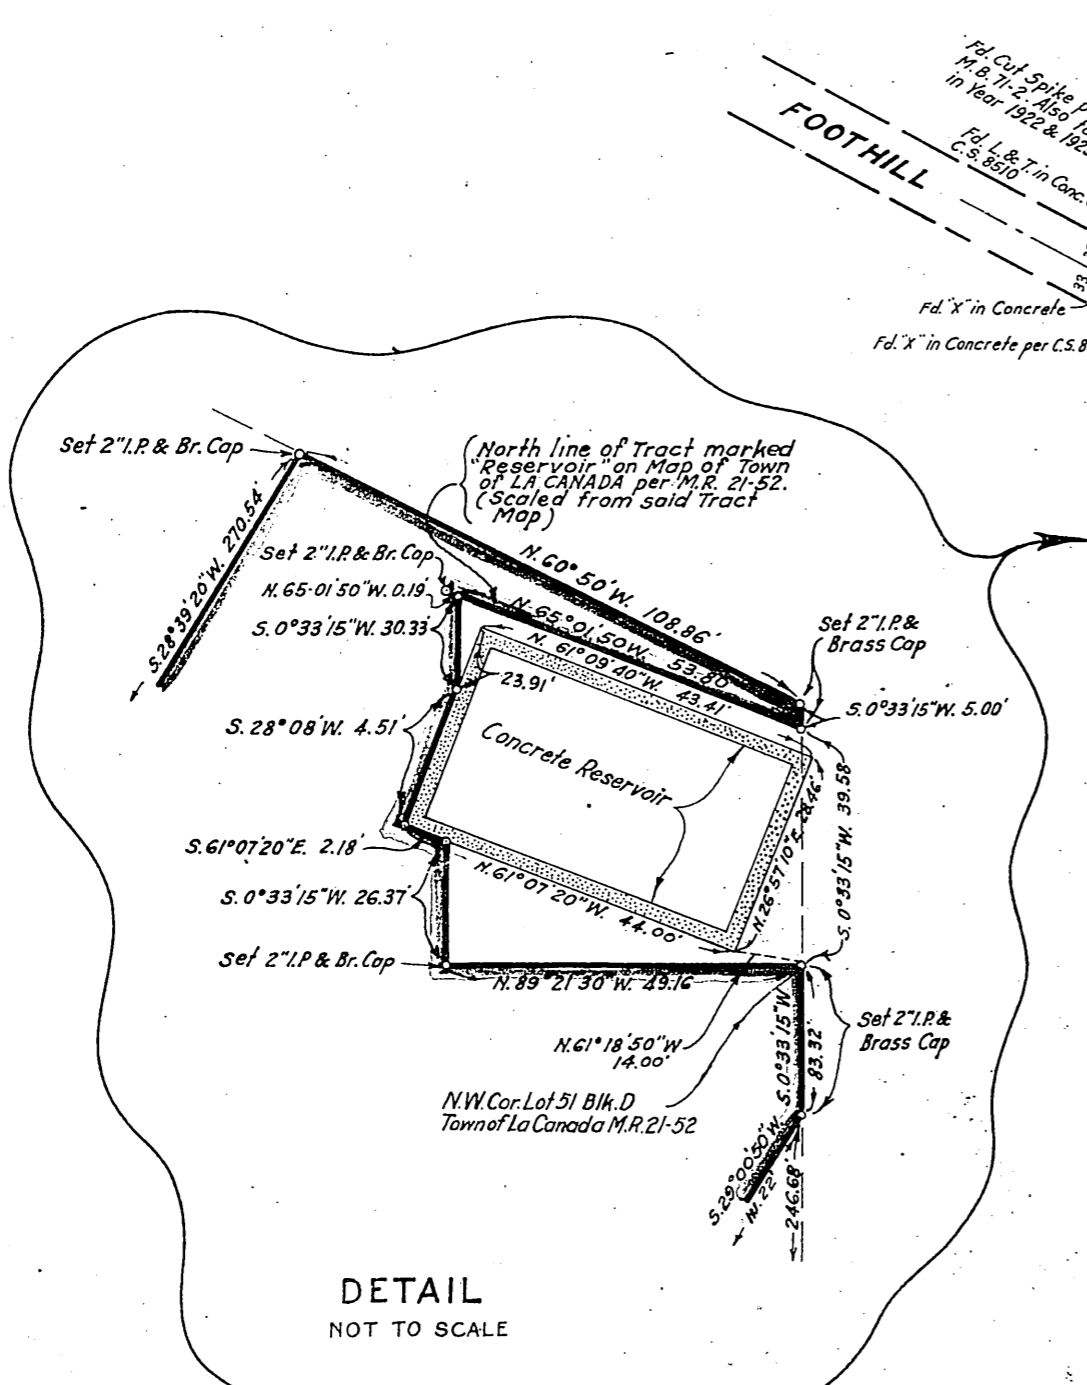 Fd. Cut Spike
M.B. 71-2. Also
in Year 1922 &
Fd. L. & T. in Conc.
C.S. 8510
FOOTHILL
33
Fd. "X" in Concrete
Fd. "X" in Concrete per C.S. 8
Set 2" I.P. & Br. Cap
(North line of Tract marked
"Reservoir" on Map of Town
of LA CANADA per M.R. 21-52.
(Scaled from said Tract
Map)
S. 28° 39' 20" W. 270.54'
Set 2" I.P. & Br. Cap
N. 60° 50' W. 108.86'
N. 65-01'50" W. 0.19'
N-65°01'50" W. 53.80
S. 0°33'15" W. 30.33'
N. 61°09'40" W. 43.41'
Set 2" I.P. &
Brass Cap
23.91'
S. 0°33'15" W. 5.00'
S. 28°08' W. 4.51'
Concrete Reservoir
S. 0°33'15" W. 39.58
N. 26°57'10" E. 28.46'
S. 61°07'20" E. 2.18'
N. 61°07'20" W. 44.00'
S. 0°33'15" W. 26.37'
Set 2" I.P & Br. Cap
N. 89°21'30" W. 49.16
S. 0°33'15" W
83.32'
Set 2" I.P. &
Brass Cap
N. 61°18'50" W
14.00'
N.W. Cor. Lot 51 Blk. D
Town of La Canada M.R. 21-52
S. 29°00'50" W.
246.68'
DETAIL
NOT TO SCALE